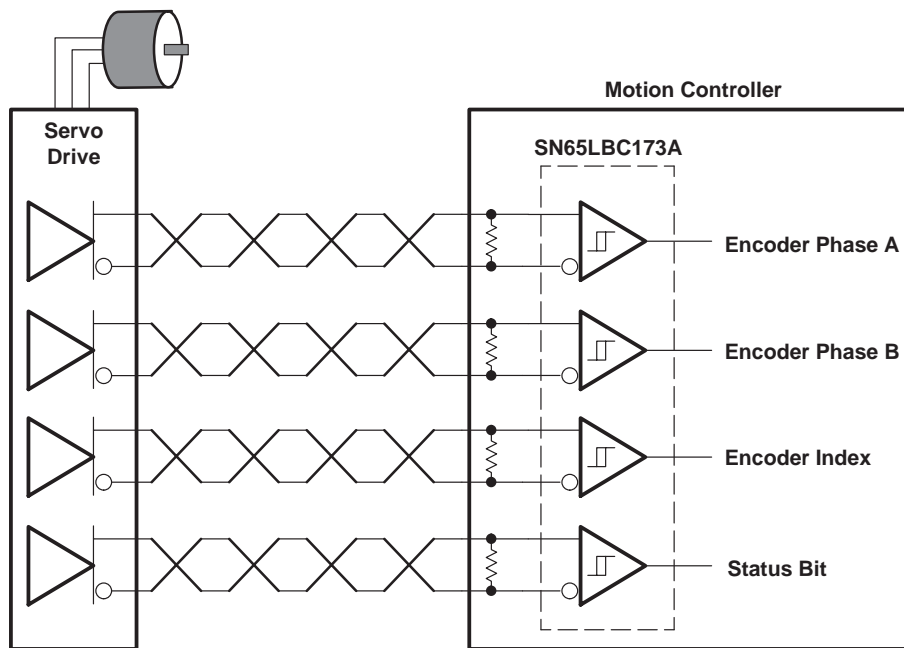 Motion Controller
Servo
Drive
SN65LBC173A
Encoder Phase A
Encoder Phase B
Encoder Index
Status Bit